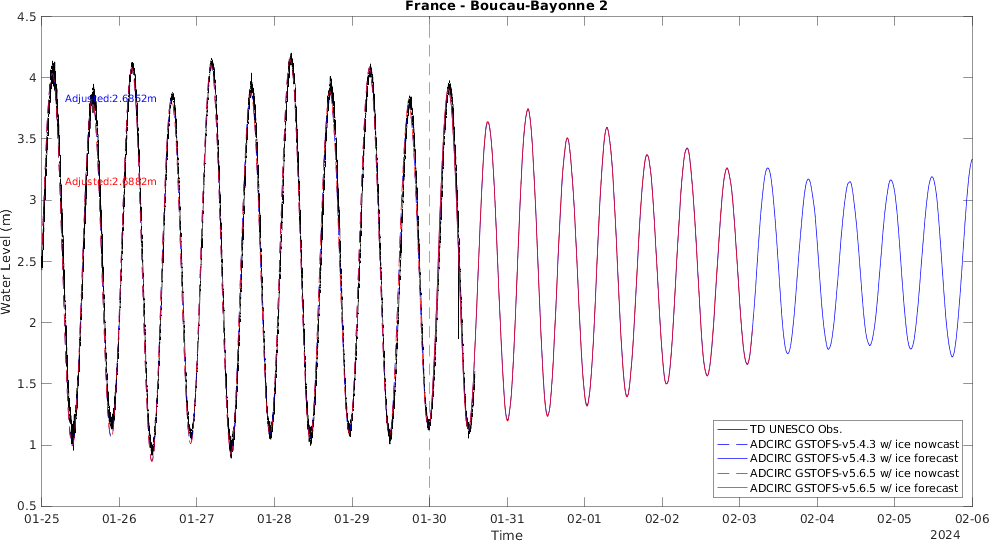 France - Boucau-Bayonne 2
4.5
4
3.5
3
2.5
2
1.5
1
0.5
Water Level (m)
Adjusted:2.6362m
Adjusted:2.6882m
TD UNESCO Obs.
ADCIRC GSTOFS-v5.4.3 w/ ice nowcast
ADCIRC GSTOFS-v5.4.3 w/ ice forecast
ADCIRC GSTOFS-v5.6.5 w/ ice nowcast
ADCIRC GSTOFS-v5.6.5 w/ ice forecast
01-25 01-26 01-27 01-28 01-29 01-30 01-31 02-01 02-02 02-03 02-04 02-05 02-06
Time
2024